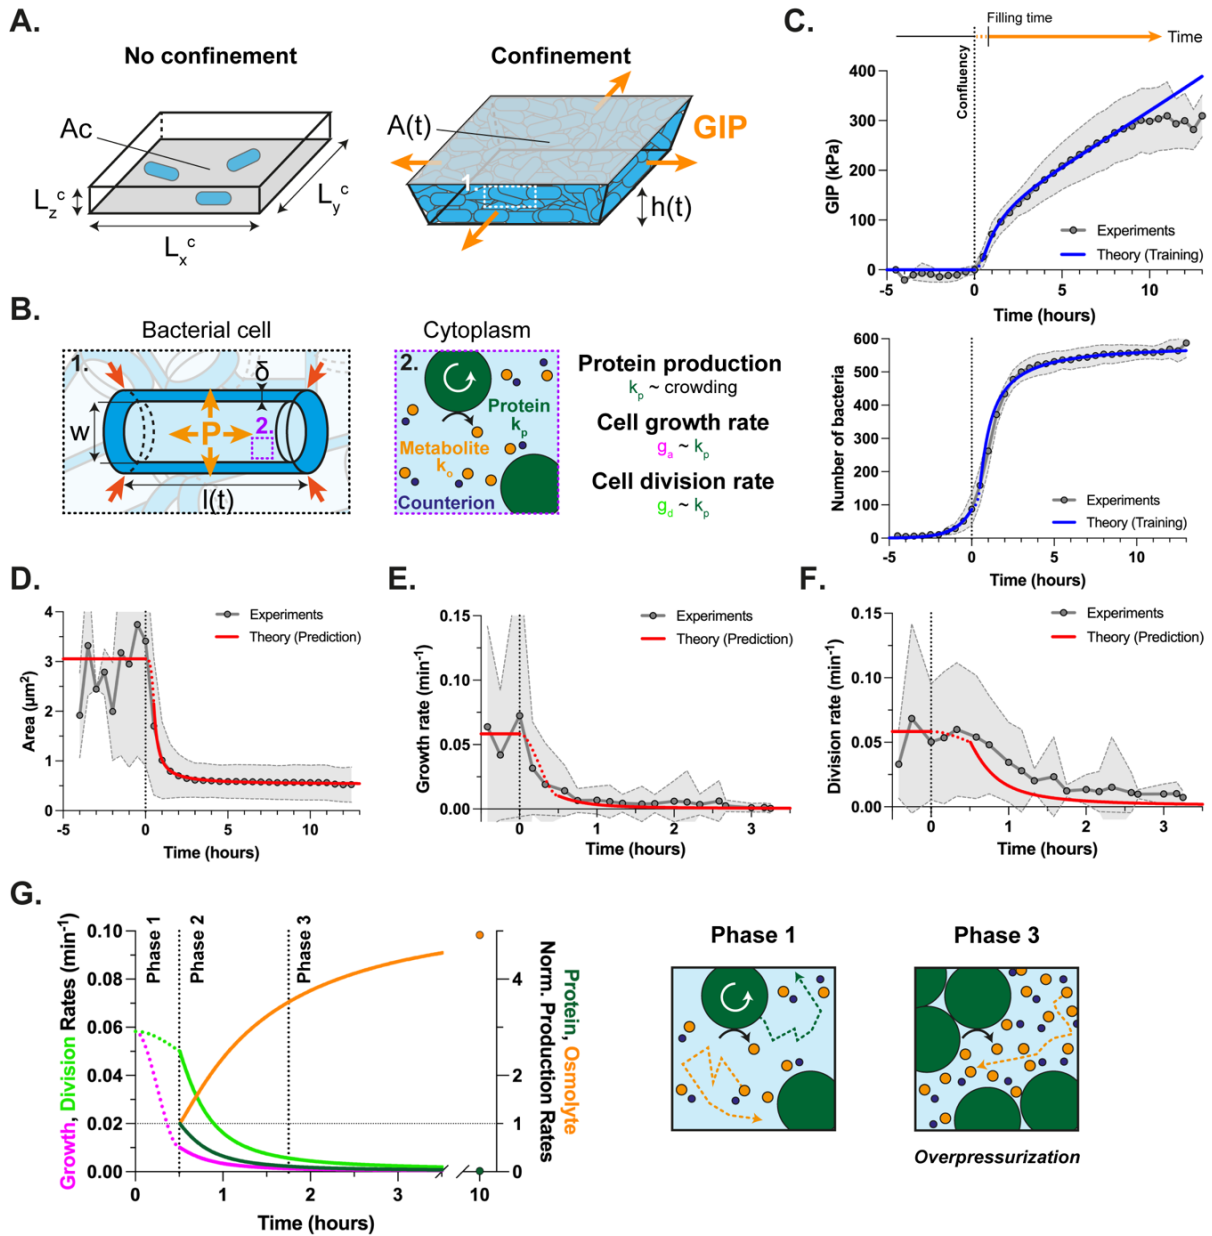 A.
No confinement
Ac
L_z^c
L_x^c
L_y^c
Confinement
A(t)
GIP
1.
h(t)
B.
Bacterial cell
1.
δ
w
P
2.
l(t)
Cytoplasm
2.
Protein
k_p
Metabolite
k_o
Counterion
Protein production
k_p ~ crowding
Cell growth rate
g_a ~ k_p
Cell division rate
g_d ~ k_p
C.
Filling time
Time
Confluency
GIP (kPa)
400
300
200
100
0
-5
0
5
10
Experiments
Theory (Training)
Time (hours)
Number of bacteria
600
500
400
300
200
100
0
-5
0
5
10
Experiments
Theory (Training)
Time (hours)
D.
Area (µm²)
4
3
2
1
0
-5
0
5
10
Experiments
Theory (Prediction)
Time (hours)
E.
Growth rate (min⁻¹)
0.15
0.10
0.05
0.00
0
1
2
3
Experiments
Theory (Prediction)
Time (hours)
F.
Division rate (min⁻¹)
0.15
0.10
0.05
0.00
0
1
2
3
Experiments
Theory (Prediction)
Time (hours)
G.
Growth, Division Rates (min⁻¹)
0.10
0.08
0.06
0.04
0.02
0.00
Phase 1
Phase 2
Phase 3
0
1
2
3
10
Time (hours)
4
2
1
0
Norm. Production Rates
Protein, Osmolyte
Phase 1
Phase 3
Overpressurization